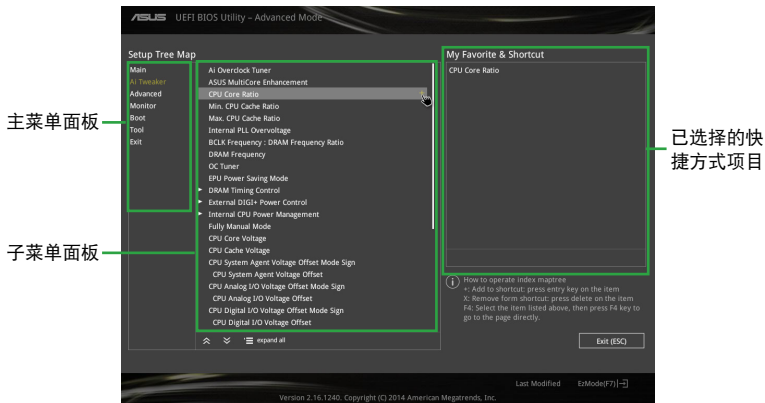 ASUS UEFI BIOS Utility – Advanced Mode
Setup Tree Map
Main
Ai Tweaker
Advanced
Monitor
Boot
Tool
Exit
Ai Overclock Tuner
ASUS MultiCore Enhancement
CPU Core Ratio
Min. CPU Cache Ratio
Max. CPU Cache Ratio
Internal PLL Overvoltage
BCLK Frequency : DRAM Frequency Ratio
DRAM Frequency
OC Tuner
EPU Power Saving Mode
DRAM Timing Control
External DIGI+ Power Control
Internal CPU Power Management
Fully Manual Mode
CPU Core Voltage
CPU Cache Voltage
CPU System Agent Voltage Offset Mode Sign
CPU System Agent Voltage Offset
CPU Analog I/O Voltage Offset Mode Sign
CPU Analog I/O Voltage Offset
CPU Digital I/O Voltage Offset Mode Sign
CPU Digital I/O Voltage Offset
expand all
My Favorite & Shortcut
CPU Core Ratio
How to operate index maptree
+: Add to shortcut: press entry key on the item
X: Remove form shortcut: press delete on the item
F4: Select the item listed above, then press F4 key to
go to the page directly.
Exit (ESC)
Last Modified
EzMode(F7)
Version 2.16.1240. Copyright (C) 2014 American Megatrends, Inc.
主菜单面板
子菜单面板
已选择的快
捷方式项目